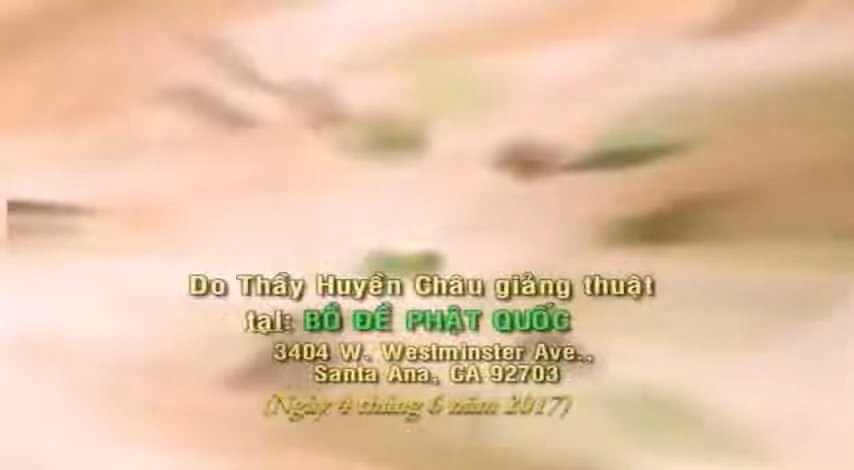 Do Thầy Huyền Châu giảng thuật
tại: BỒ ĐỀ PHẬT QUỐC
3404 W. Westminster Ave.,
Santa Ana, CA 92703
(Ngày 4 tháng 6 năm 2017)